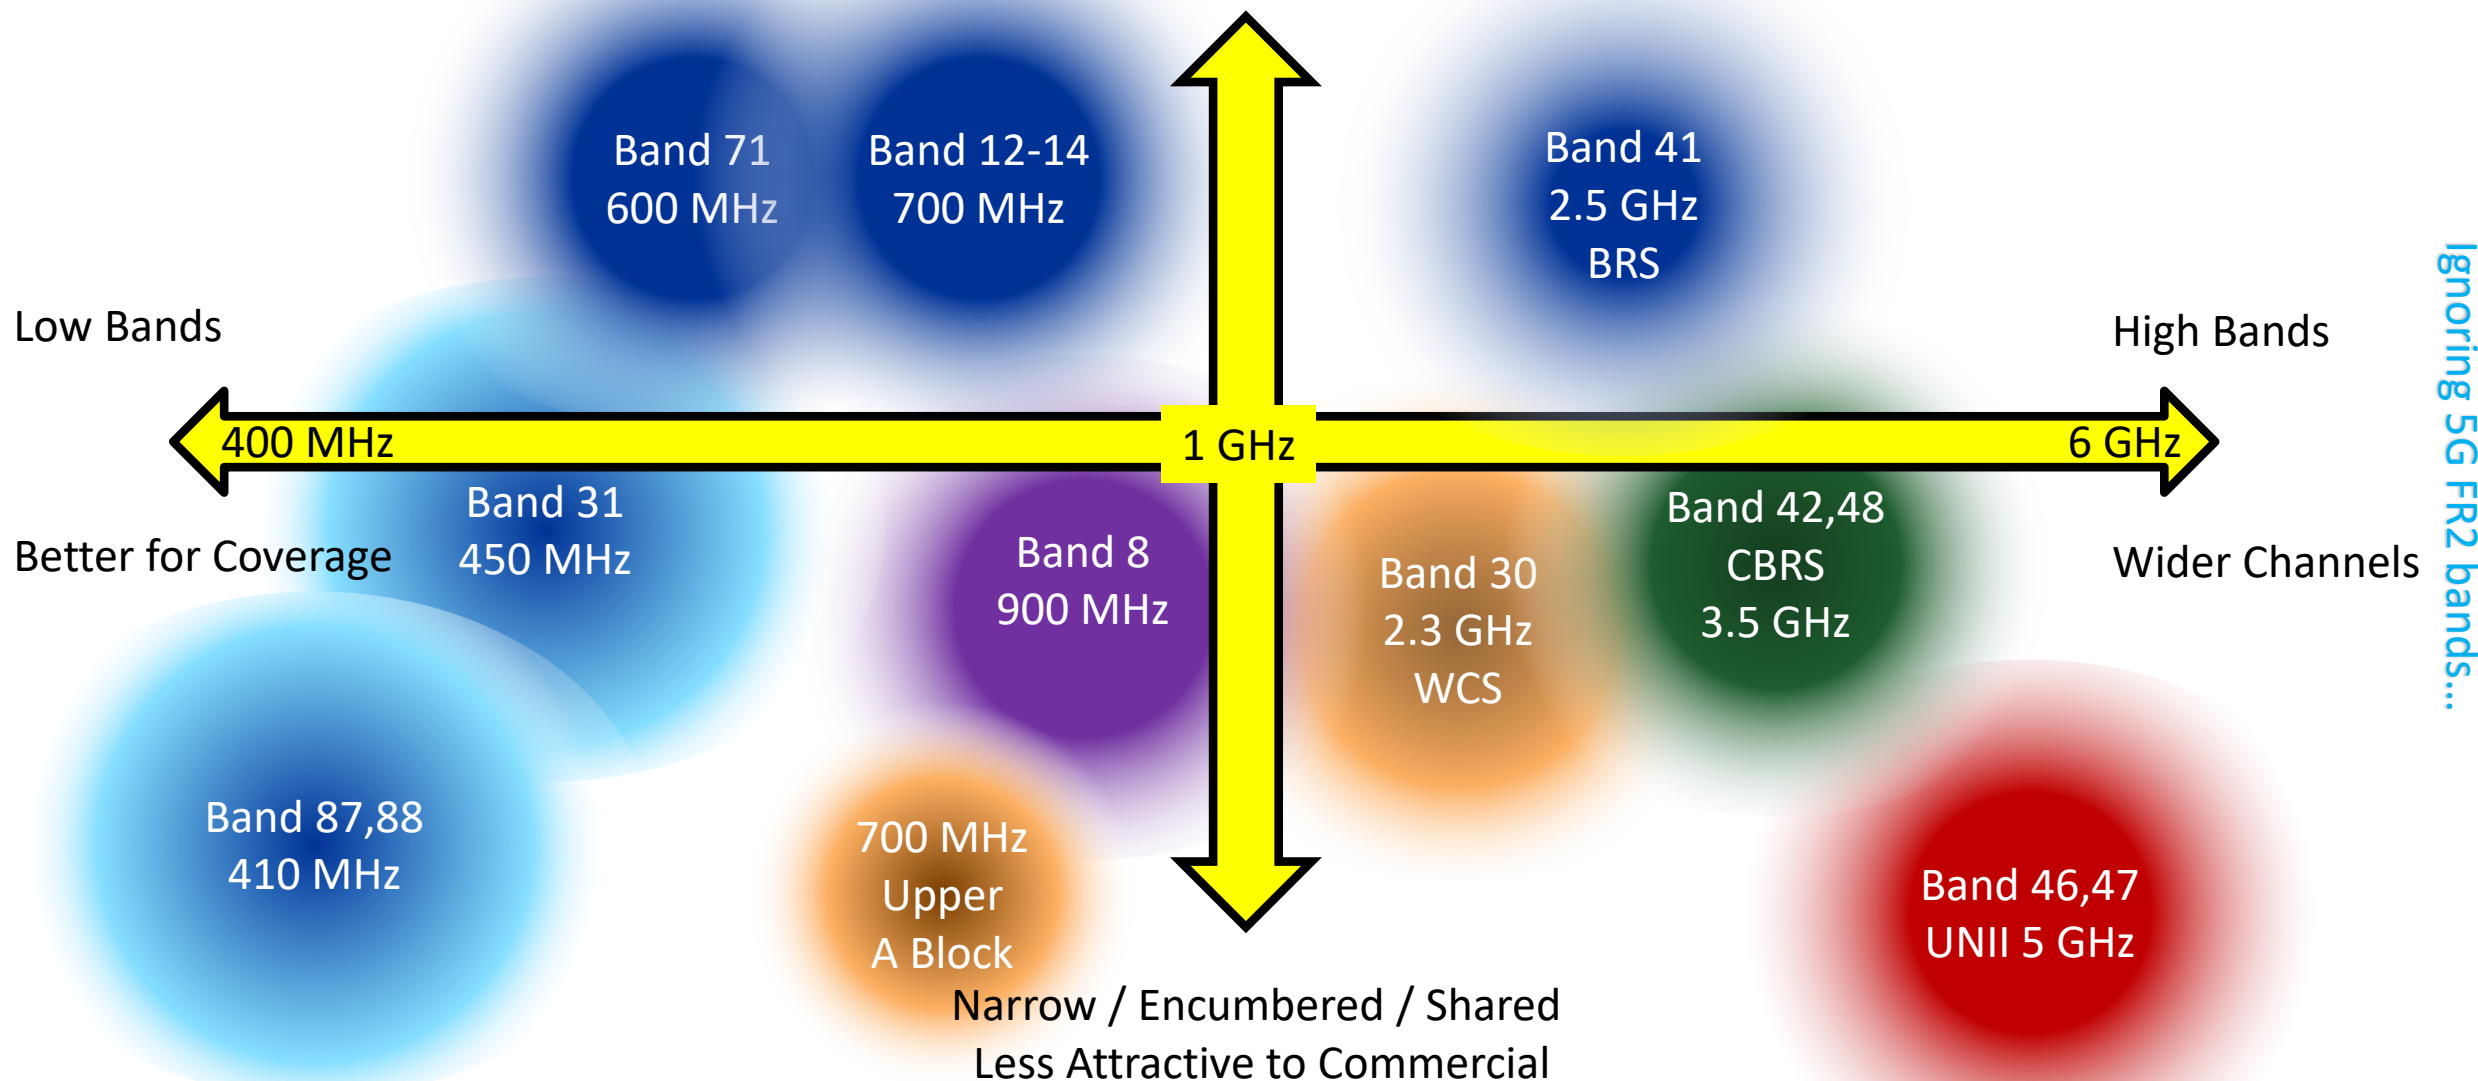 Band 71
600 MHz
Band 12-14
700 MHz
Band 41
2.5 GHz
BRS
Low Bands
High Bands
400 MHz
1 GHz
6 GHz
Better for Coverage
Wider Channels
Band 31
450 MHz
Band 8
900 MHz
Band 30
2.3 GHz
WCS
Band 42,48
CBRS
3.5 GHz
Band 87,88
410 MHz
700 MHz
Upper
A Block
Band 46,47
UNII 5 GHz
Narrow / Encumbered / Shared
Less Attractive to Commercial
Ignoring 5G FR2 bands...